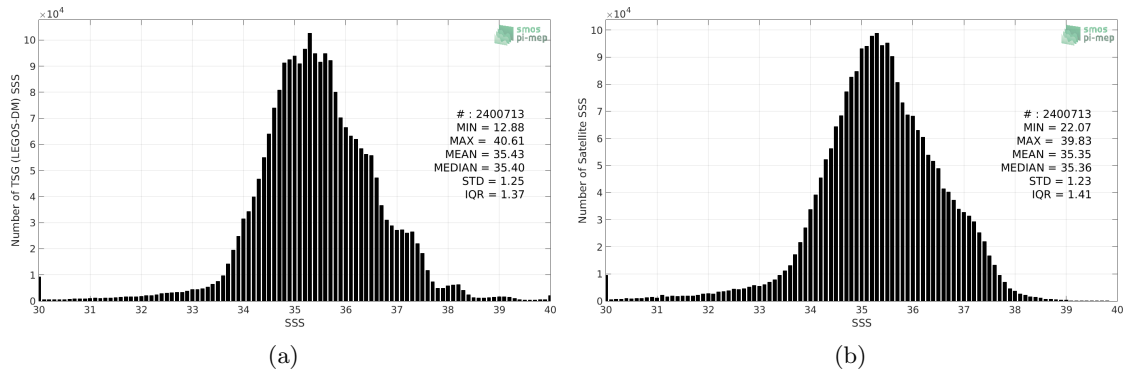 ×10⁴
10
9
8
7
6
5
4
3
2
1
0
Number of TSG (LEGOS-DM) SSS
smos
pi-mep
# : 2400713
MIN = 12.88
MAX = 40.61
MEAN = 35.43
MEDIAN = 35.40
STD = 1.25
IQR = 1.37
30 31 32 33 34 35 36 37 38 39 40
SSS
(a)
×10⁴
10
9
8
7
6
5
4
3
2
1
0
Number of Satellite SSS
smos
pi-mep
# : 2400713
MIN = 22.07
MAX = 39.83
MEAN = 35.35
MEDIAN = 35.36
STD = 1.23
IQR = 1.41
30 31 32 33 34 35 36 37 38 39 40
SSS
(b)